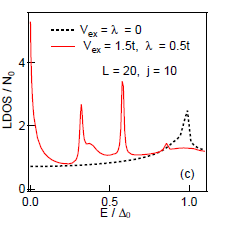 V_ex = λ = 0
V_ex = 1.5t, λ = 0.5t
L = 20, j = 10
LDOS / N_0
4
2
0
(c)
0.0 0.5 1.0
E / Δ_0